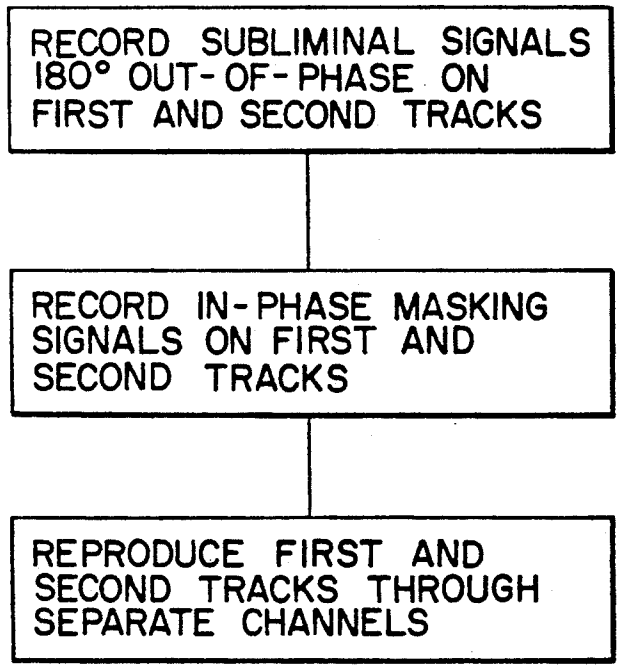 RECORD SUBLIMINAL SIGNALS
180° OUT-OF-PHASE ON
FIRST AND SECOND TRACKS
RECORD IN-PHASE MASKING
SIGNALS ON FIRST AND
SECOND TRACKS
REPRODUCE FIRST AND
SECOND TRACKS THROUGH
SEPARATE CHANNELS